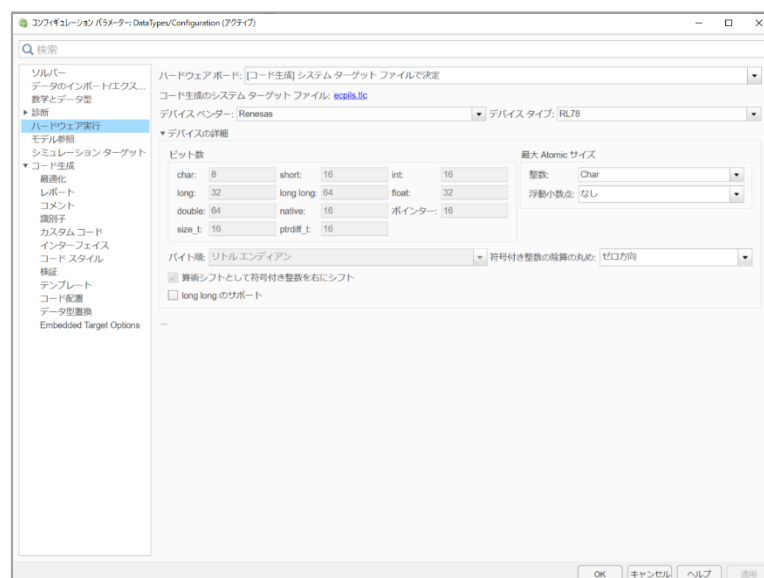 コンフィギュレーション パラメーター: DataTypes/Configuration (アクティブ)
検索
ソルバー
データのインポート/エクス...
数学とデータ型
診断
ハードウェア実行
モデル参照
シミュレーション ターゲット
コード生成
最適化
レポート
コメント
識別子
カスタム コード
インターフェイス
コード スタイル
検証
テンプレート
コード配置
データ型置換
Embedded Target Options
ハードウェア ボード: [コード生成] システム ターゲット ファイルで決定
コード生成のシステム ターゲット ファイル: ecpils.tlc
デバイス ベンダー: Renesas デバイス タイプ: RL78
デバイスの詳細
ビット数 最大 Atomic サイズ
char: 8 short: 16 int: 16 整数: Char
long: 32 long long: 64 float: 32 浮動小数点: なし
double: 64 native: 16 ポインター: 16
size_t: 16 ptrdiff_t: 16
バイト順: リトル エンディアン 符号付き整数の除算の丸め: ゼロ方向
算術シフトとして符号付き整数を右にシフト
long long のサポート
...
OK キャンセル ヘルプ 適用